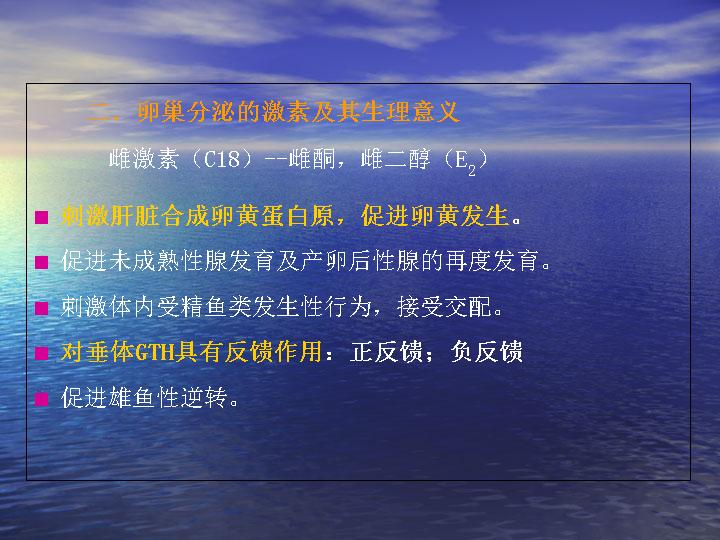 二．卵巢分泌的激素及其生理意义
雌激素（C18）--雌酮，雌二醇（E2）
■ 刺激肝脏合成卵黄蛋白原，促进卵黄发生。
■ 促进未成熟性腺发育及产卵后性腺的再度发育。
■ 刺激体内受精鱼类发生性行为，接受交配。
■ 对垂体GTH具有反馈作用：正反馈；负反馈
■ 促进雄鱼性逆转。